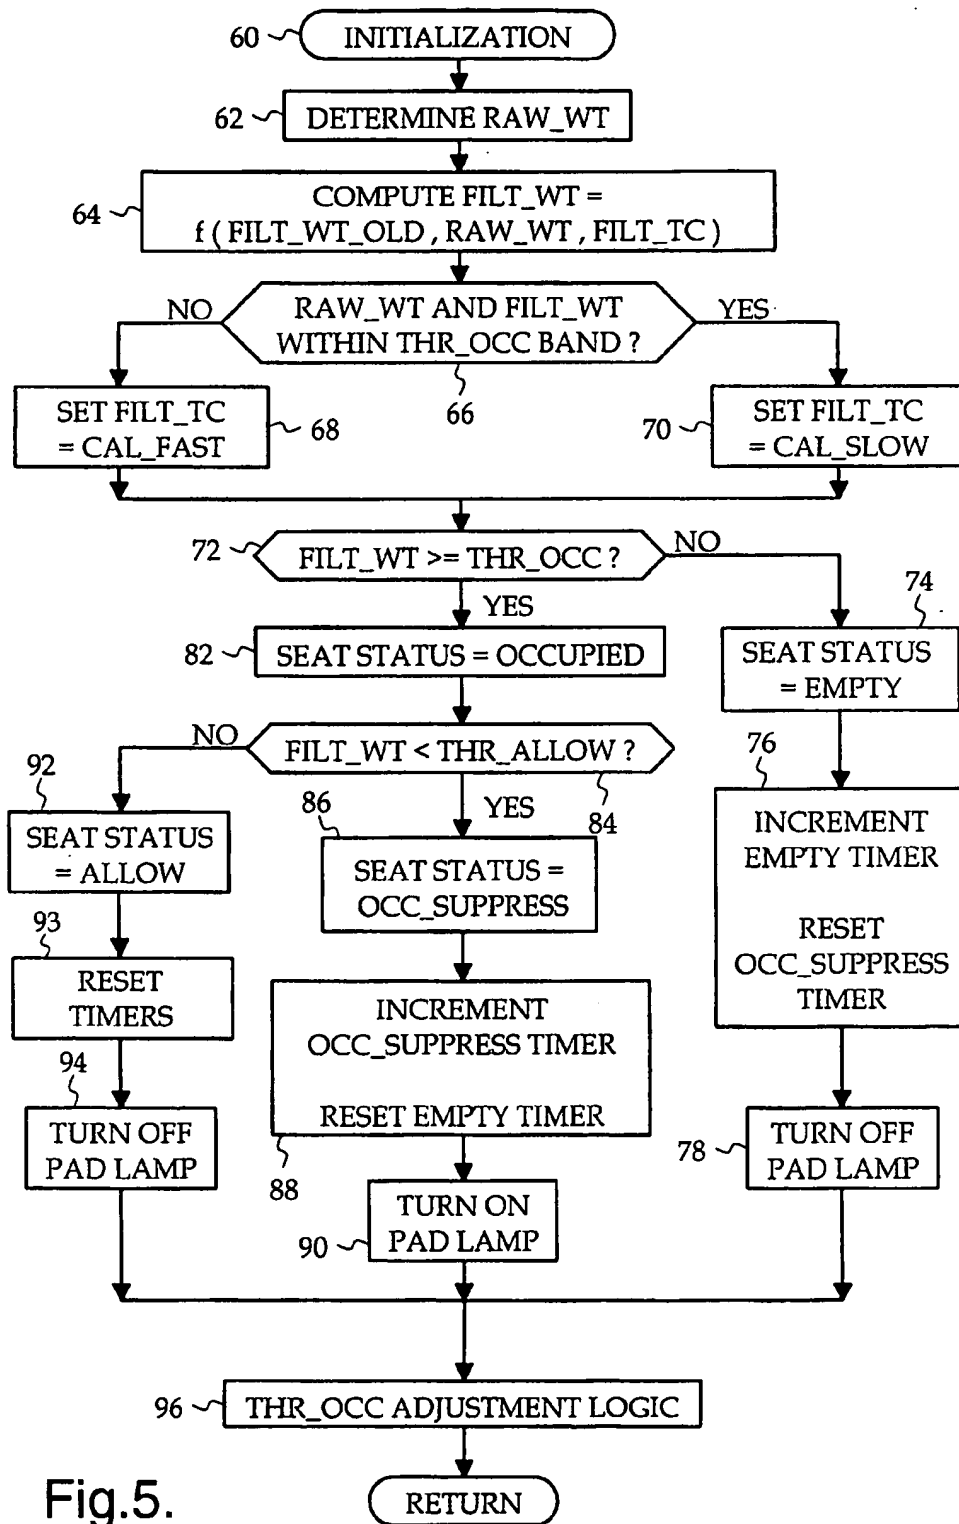 60
INITIALIZATION
62
DETERMINE RAW_WT
64
COMPUTE FILT_WT =
f ( FILT_WT_OLD , RAW_WT , FILT_TC )
NO
RAW_WT AND FILT_WT
WITHIN THR_OCC BAND ?
YES
66
SET FILT_TC
= CAL_FAST
68
70
SET FILT_TC
= CAL_SLOW
72
FILT_WT >= THR_OCC ?
NO
YES
74
82
SEAT STATUS = OCCUPIED
SEAT STATUS
= EMPTY
NO
FILT_WT < THR_ALLOW ?
84
YES
92
SEAT STATUS
= ALLOW
86
SEAT STATUS =
OCC_SUPPRESS
76
INCREMENT
EMPTY TIMER
RESET
OCC_SUPPRESS
TIMER
93
RESET
TIMERS
INCREMENT
OCC_SUPPRESS TIMER
RESET EMPTY TIMER
88
94
TURN OFF
PAD LAMP
78
TURN OFF
PAD LAMP
90
TURN ON
PAD LAMP
96
THR_OCC ADJUSTMENT LOGIC
RETURN
Fig.5.